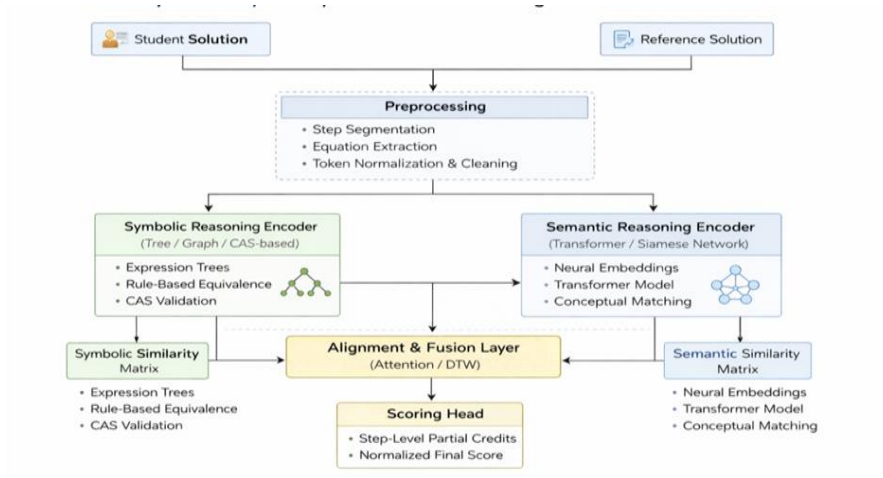 Student Solution
Reference Solution
Preprocessing
• Step Segmentation
• Equation Extraction
• Token Normalization & Cleaning
Symbolic Reasoning Encoder
(Tree / Graph / CAS-based)
• Expression Trees
• Rule-Based Equivalence
• CAS Validation
Semantic Reasoning Encoder
(Transformer / Siamese Network)
• Neural Embeddings
• Transformer Model
• Conceptual Matching
Symbolic Similarity
Matrix
• Expression Trees
• Rule-Based Equivalence
• CAS Validation
Alignment & Fusion Layer
(Attention / DTW)
Semantic Similarity
Matrix
• Neural Embeddings
• Transformer Model
• Conceptual Matching
Scoring Head
• Step-Level Partial Credits
• Normalized Final Score